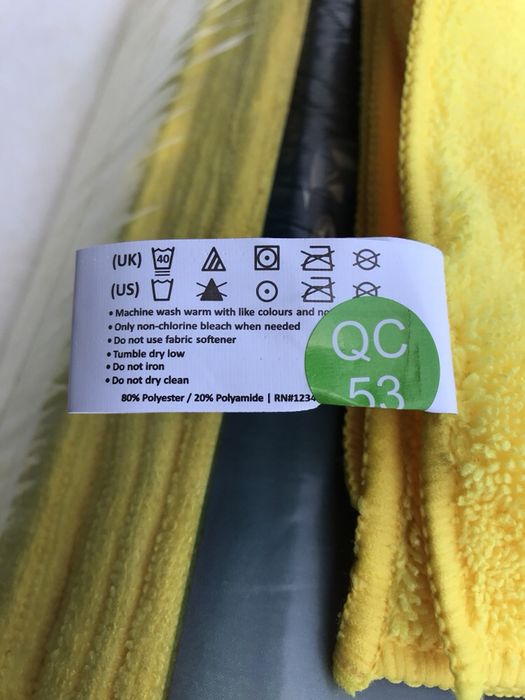 (UK) 40
(US)
• Machine wash warm with like colours and
• Only non-chlorine bleach when needed
• Do not use fabric softener
• Tumble dry low
• Do not iron
• Do not dry clean
80% Polyester / 20% Polyamide | RN#1234
QC
53